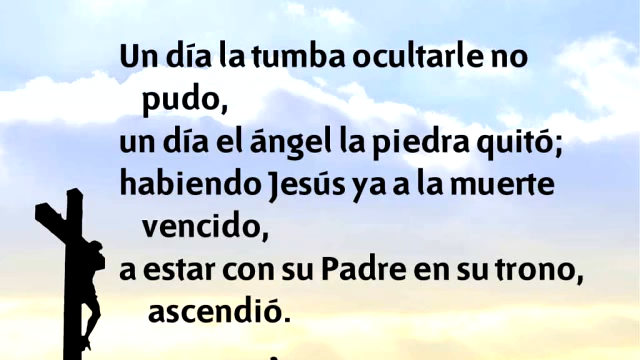 Un día la tumba ocultarle no
pudo,
un día el ángel la piedra quitó;
habiendo Jesús ya a la muerte
vencido,
a estar con su Padre en su trono,
ascendió.